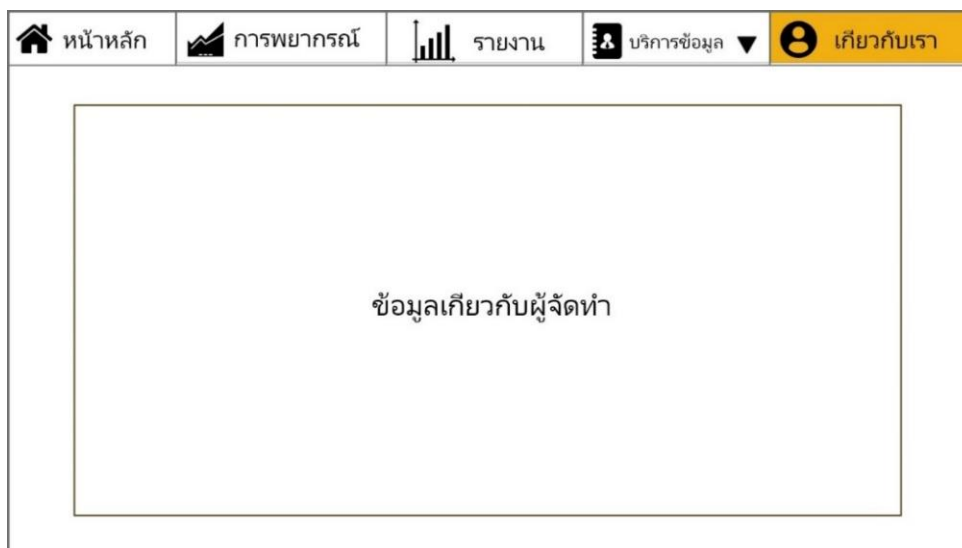 หน้าหลัก การพยากรณ์ รายงาน บริการข้อมูล ▼ เกียวกับเรา
ข้อมูลเกียวกับผู้จัดทำ